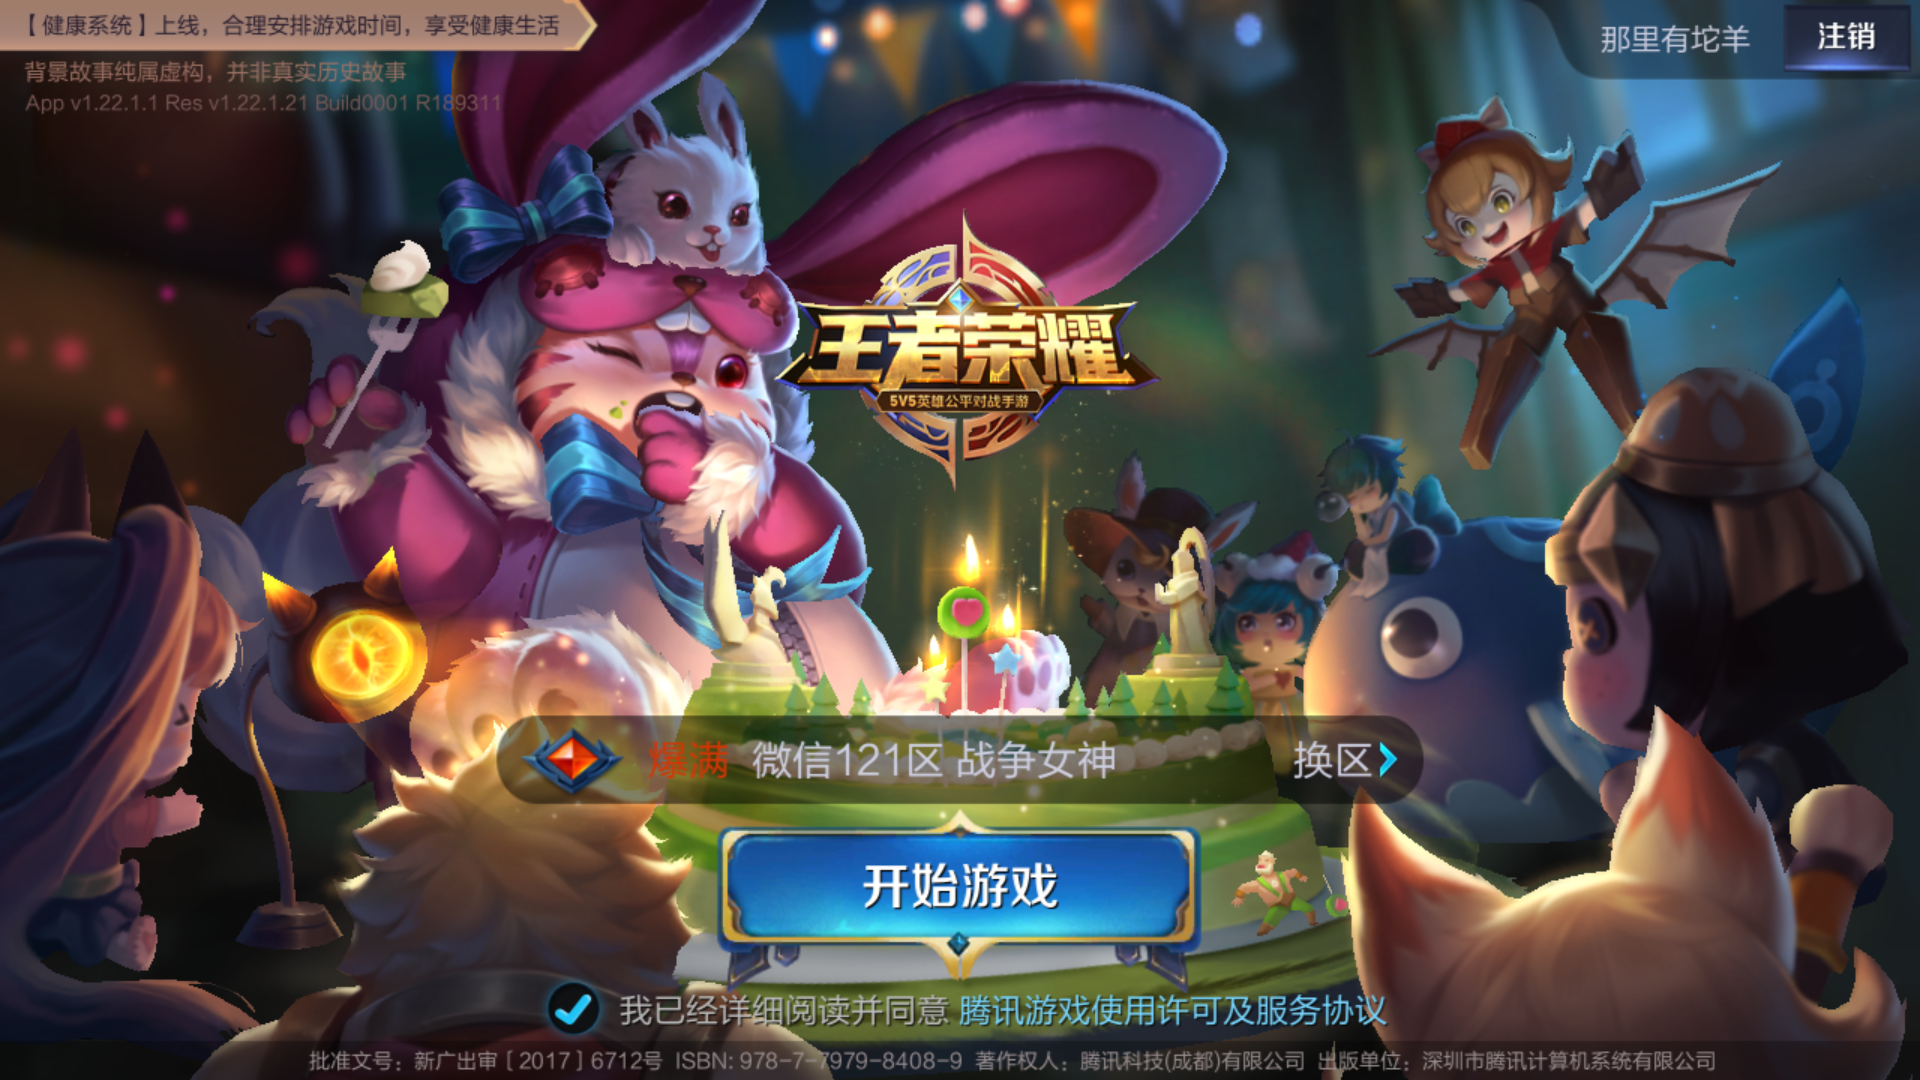 【健康系统】上线，合理安排游戏时间，享受健康生活
背景故事纯属虚构，并非真实历史故事
App v1.22.1.1 Res v1.22.1.21 Build0001 R189311
那里有坨羊
注销
王者荣耀
5V5英雄公平对战手游
爆满 微信121区 战争女神 换区
开始游戏
我已经详细阅读并同意 腾讯游戏使用许可及服务协议
批准文号：新广出审［2017］6712号 ISBN: 978-7-7979-8408-9 著作权人：腾讯科技(成都)有限公司 出版单位：深圳市腾讯计算机系统有限公司